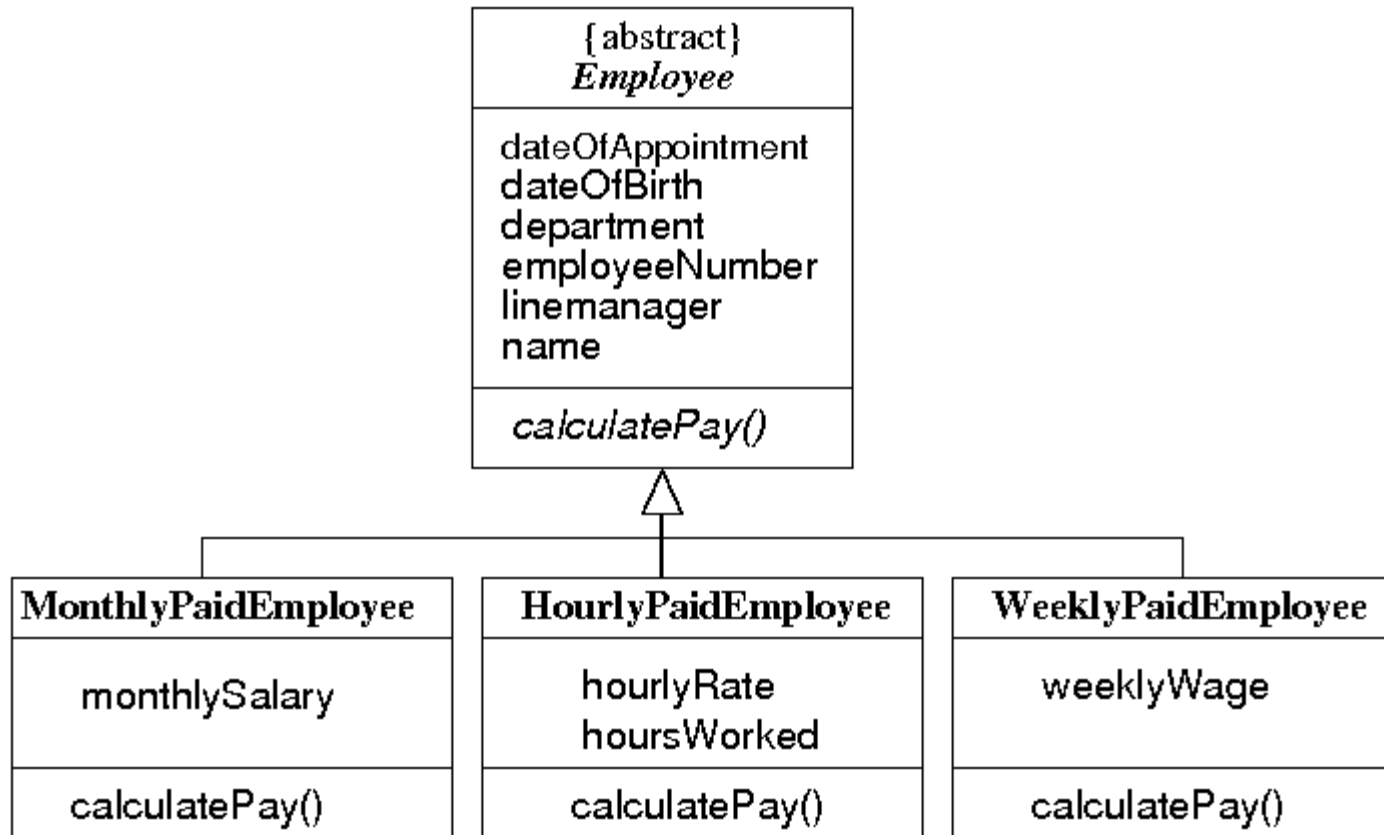 {abstract}
Employee
dateOfAppointment
dateOfBirth
department
employeeNumber
linemanager
name
calculatePay()
MonthlyPaidEmployee
monthlySalary
calculatePay()
HourlyPaidEmployee
hourlyRate
hoursWorked
calculatePay()
WeeklyPaidEmployee
weeklyWage
calculatePay()